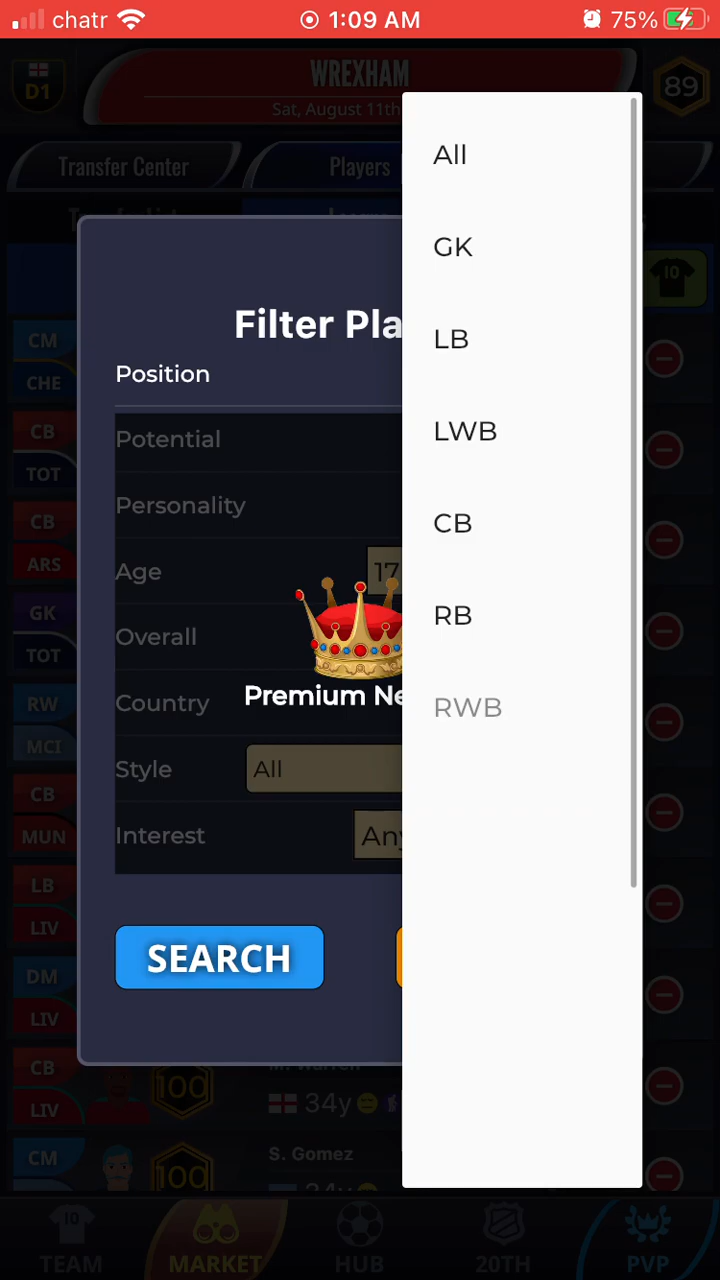 chatr 1:09 AM 75%
D1 WREXHAM 89
Sat, August 11th
Transfer Center Players
10
Filter Pla
Position
Potential
Personality
Age 17
Overall
Country
Premium Ne
Style All
Interest Any
SEARCH
All
GK
LB
LWB
CB
RB
RWB
CM
CHE
CB
TOT
CB
ARS
GK
TOT
RW
MCI
CB
MUN
LB
LIV
DM
LIV
CB
LIV
100
34y
CM
100
S. Gomez
10
TEAM MARKET HUB 20TH PVP